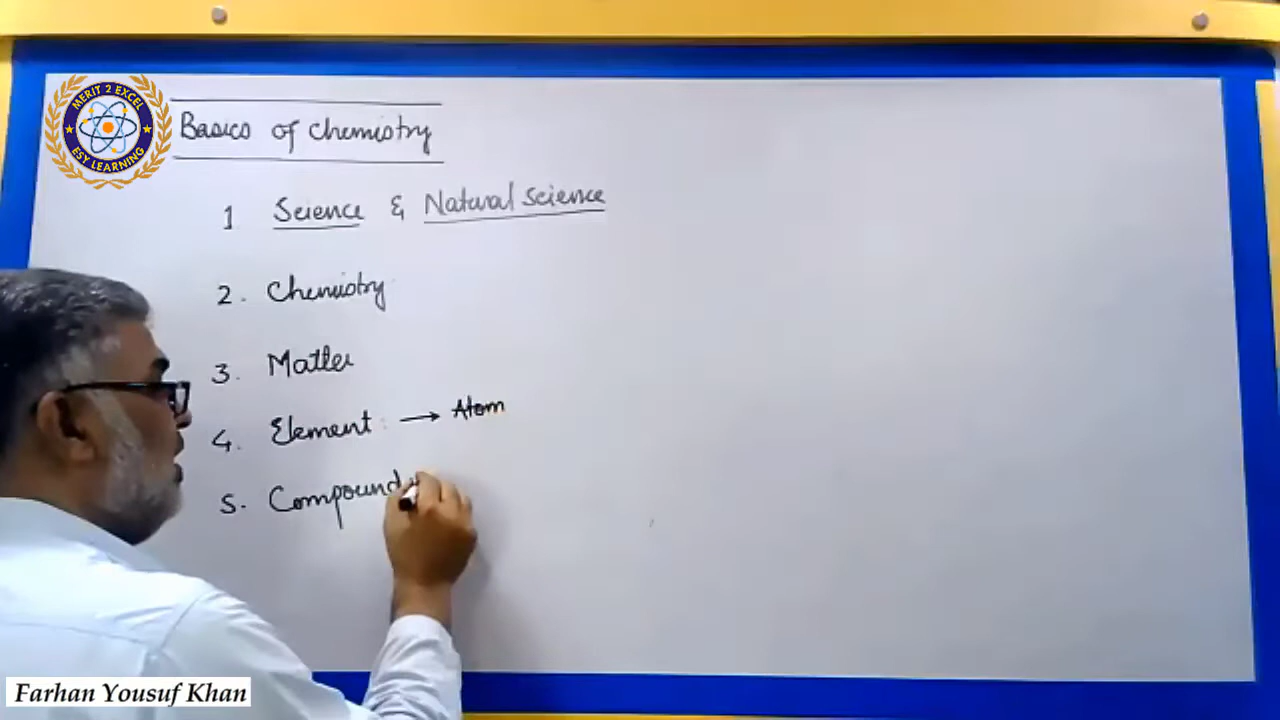 MERIT 2 EXCEL
ESY LEARNING
Basics of Chemistry
1 Science & Natural Science
2. Chemistry
3. Matter
4. Element : → Atom
5. Compound
Farhan Yousuf Khan